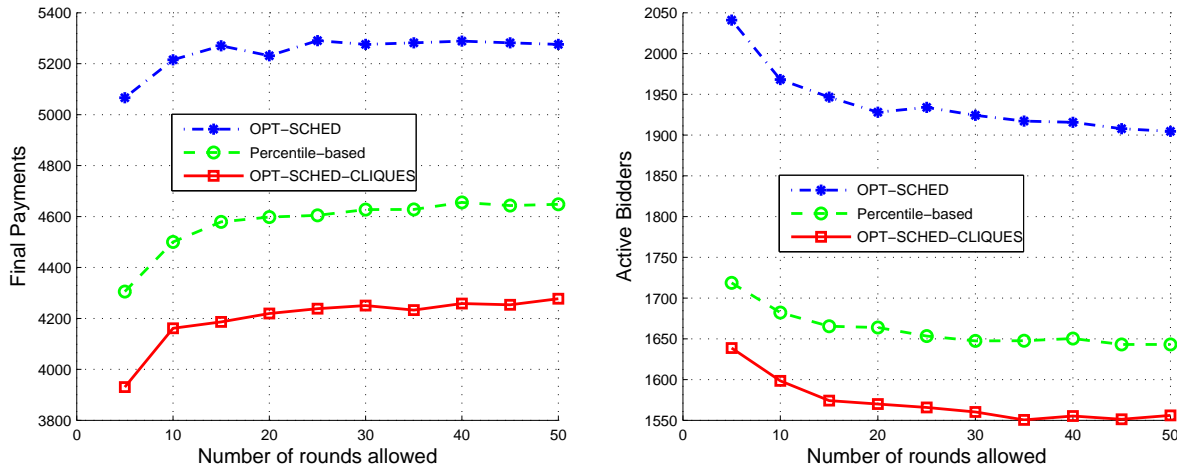 5400
5200
5000
4800
4600
4400
4200
4000
3800
Final Payments
OPT−SCHED
Percentile−based
OPT−SCHED−CLIQUES
0 10 20 30 40 50
Number of rounds allowed
2050
2000
1950
1900
1850
1800
1750
1700
1650
1600
1550
Active Bidders
OPT−SCHED
Percentile−based
OPT−SCHED−CLIQUES
0 10 20 30 40 50
Number of rounds allowed